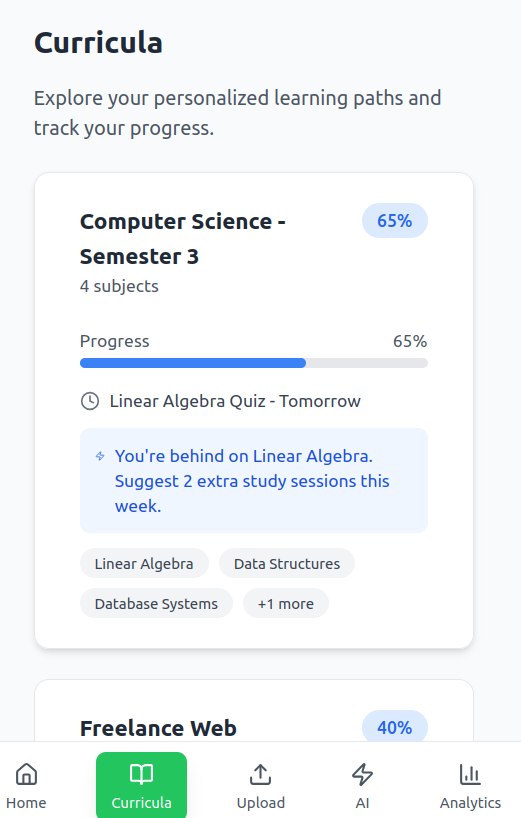 Curricula
Explore your personalized learning paths and
track your progress.
Computer Science -
Semester 3
65%
4 subjects
Progress
65%
Linear Algebra Quiz - Tomorrow
You're behind on Linear Algebra.
Suggest 2 extra study sessions this
week.
Linear Algebra
Data Structures
Database Systems
+1 more
Freelance Web
40%
Home
Curricula
Upload
AI
Analytics